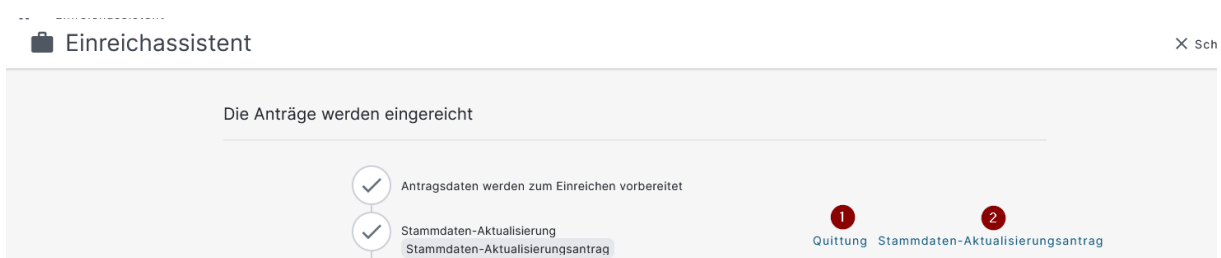 Einreichassistent
× Sch
Die Anträge werden eingereicht
Antragsdaten werden zum Einreichen vorbereitet
Stammdaten-Aktualisierung
1 2
Quittung Stammdaten-Aktualisierungsantrag
Stammdaten-Aktualisierungsantrag